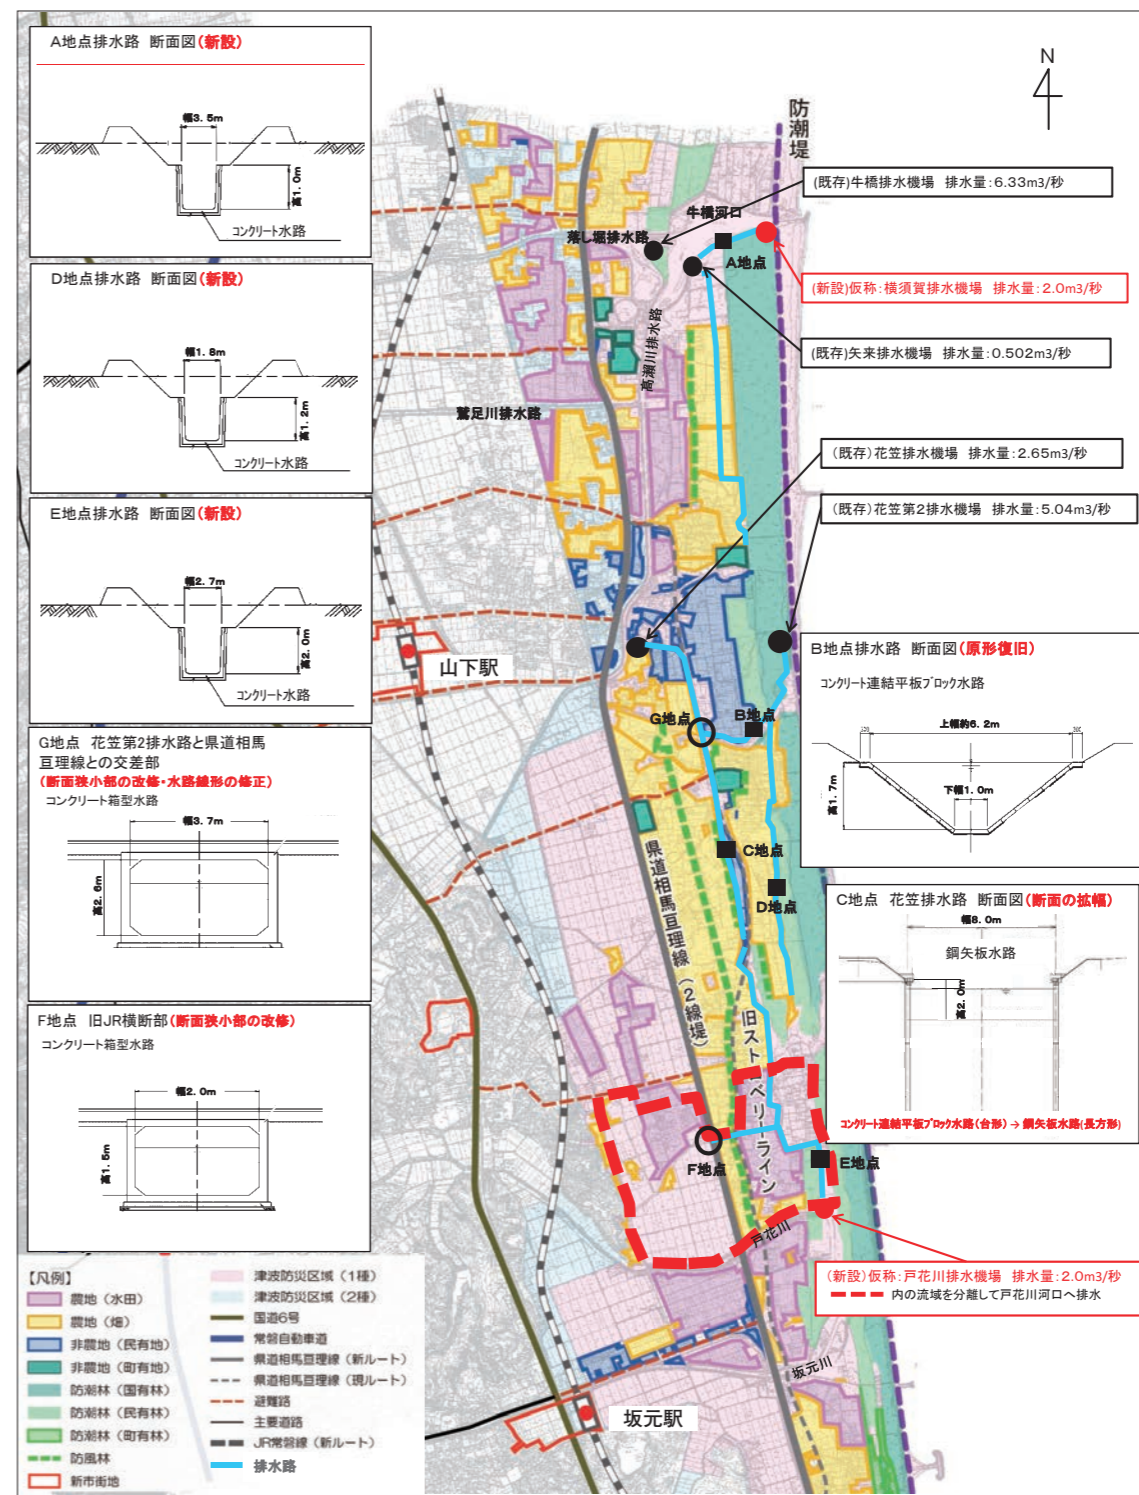 A地点排水路 断面図(新設)
幅3.5m
高1.0m
コンクリート水路
D地点排水路 断面図(新設)
幅1.8m
高1.2m
コンクリート水路
E地点排水路 断面図(新設)
幅2.7m
高2.0m
コンクリート水路
G地点 花笠第2排水路と県道相馬
亘理線との交差部
(断面狭小部の改修・水路線形の修正)
コンクリート箱型水路
幅3.7m
高2.6m
F地点 旧JR横断部(断面狭小部の改修)
コンクリート箱型水路
幅2.0m
高1.5m
【凡例】
農地(水田)
農地(畑)
非農地(民有地)
非農地(町有地)
防潮林(国有林)
防潮林(民有林)
防潮林(町有林)
防風林
新市街地
津波防災区域(1種)
津波防災区域(2種)
国道6号
常磐自動車道
県道相馬亘理線(新ルート)
県道相馬亘理線(現ルート)
避難路
主要道路
JR常磐線(新ルート)
排水路
N
防潮堤
(既存)牛橋排水機場 排水量:6.33m3/秒
牛橋河口
落し堀排水路
A地点
(新設)仮称:横須賀排水機場 排水量:2.0m3/秒
(既存)矢来排水機場 排水量:0.502m3/秒
高瀬川排水路
鷲足川排水路
(既存)花笠排水機場 排水量:2.65m3/秒
(既存)花笠第2排水機場 排水量:5.04m3/秒
山下駅
G地点
B地点
B地点排水路 断面図(原形復旧)
コンクリート連結平板ブロック水路
上幅約6.2m
下幅1.0m
高1.7m
C地点
D地点
県道相馬亘理線(2線堤)
旧ストロベリーライン
C地点 花笠排水路 断面図(断面の拡幅)
幅8.0m
鋼矢板水路
高2.0m
コンクリート連結平板ブロック水路(台形)→鋼矢板水路(長方形)
F地点
E地点
戸花川
(新設)仮称:戸花川排水機場 排水量:2.0m3/秒
内の流域を分離して戸花川河口へ排水
坂元川
坂元駅